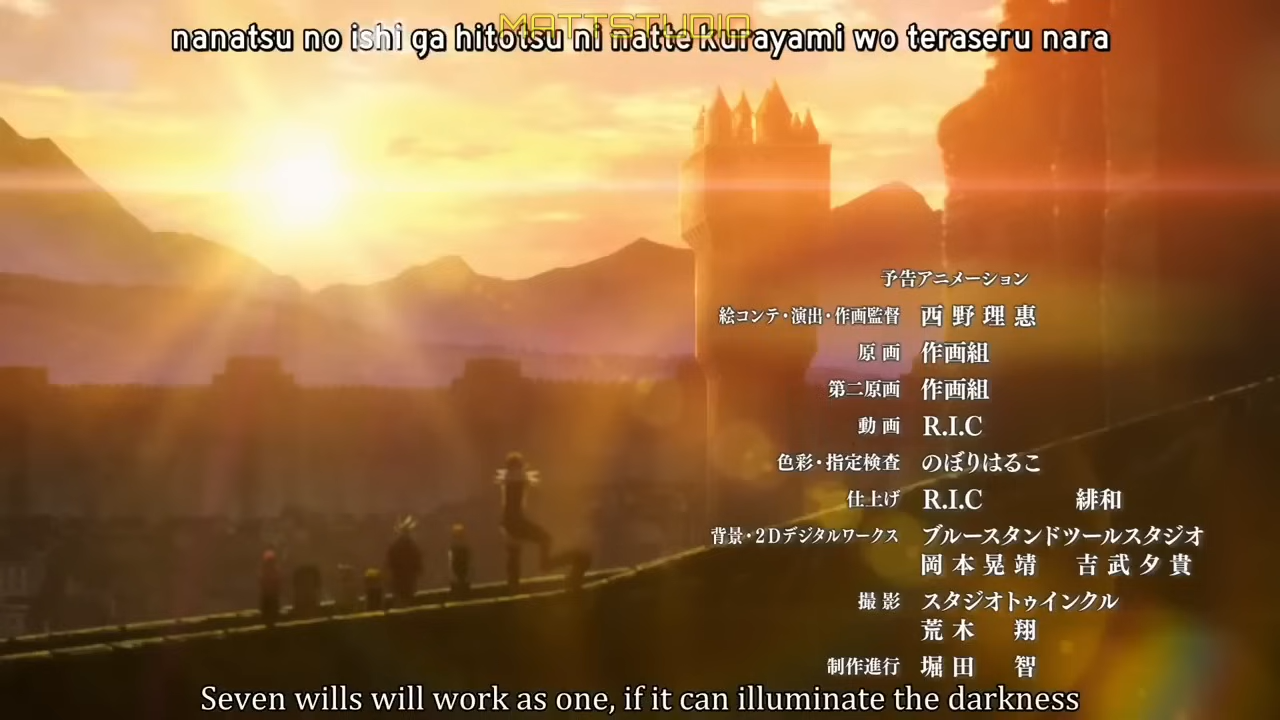 MATTSTUDIO
nanatsu no ishi ga hitotsu ni natte kurayami wo teraseru nara
予告アニメーション
絵コンテ・演出・作画監督 西野理惠
原画 作画組
第二原画 作画組
動画 R.I.C
色彩・指定検査 のぼりはるこ
仕上げ R.I.C 緋和
背景・2Dデジタルワークス ブルースタンドツールスタジオ
岡本晃靖 吉武夕貴
撮影 スタジオトゥインクル
荒木 翔
制作進行 堀田 智
Seven wills will work as one, if it can illuminate the darkness